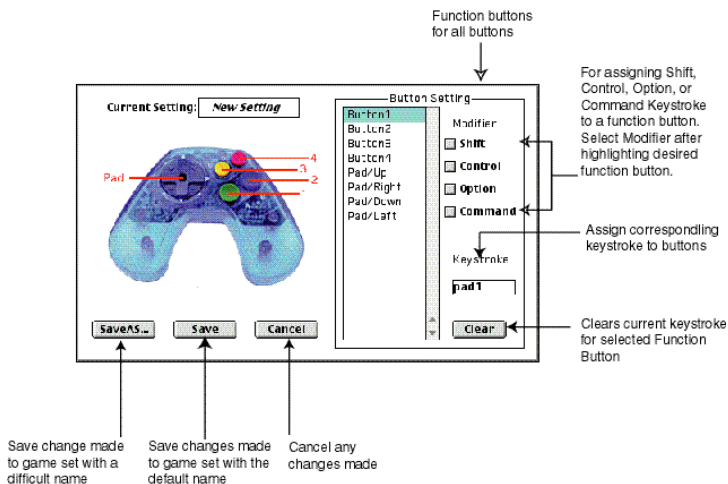 Function buttons
for all buttons
Current Setting: New Setting
Button Setting
Button1
Button2
Button3
Button4
Pad/Up
Pad/Right
Pad/Down
Pad/Left
Modifier
Shift
Control
Option
Command
Keystroke
pad1
Clear
4
3
2
1
Pad
SaveAS...
Save
Cancel
For assigning Shift,
Control, Option, or
Command Keystroke
to a function button.
Select Modifier after
highlighting desired
function button.
Assign correspondling
keystroke to buttons
Clears current keystroke
for selected Function
Button
Save change made
to game set with a
difficult name
Save changes made
to game set with the
default name
Cancel any
changes made